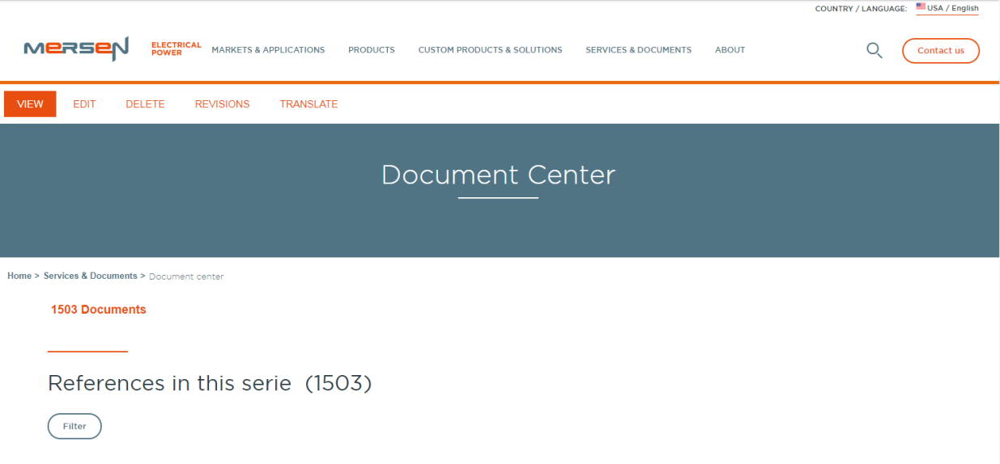 COUNTRY / LANGUAGE: USA / English
MERSEN ELECTRICAL POWER MARKETS & APPLICATIONS PRODUCTS CUSTOM PRODUCTS & SOLUTIONS SERVICES & DOCUMENTS ABOUT Contact us
VIEW EDIT DELETE REVISIONS TRANSLATE
Document Center
Home > Services & Documents > Document center
1503 Documents
References in this serie (1503)
Filter